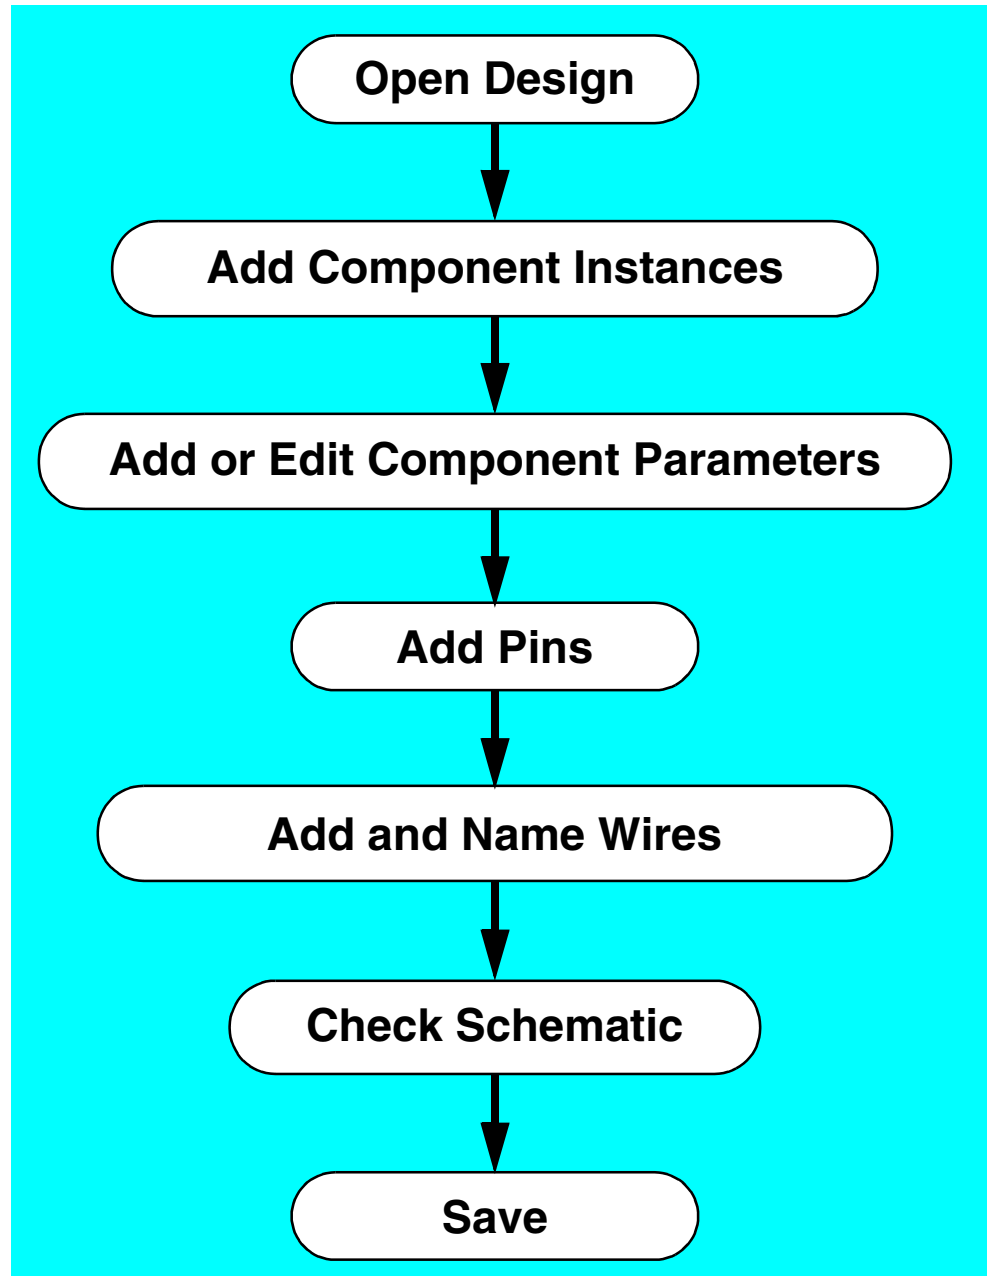 Open Design
Add Component Instances
Add or Edit Component Parameters
Add Pins
Add and Name Wires
Check Schematic
Save